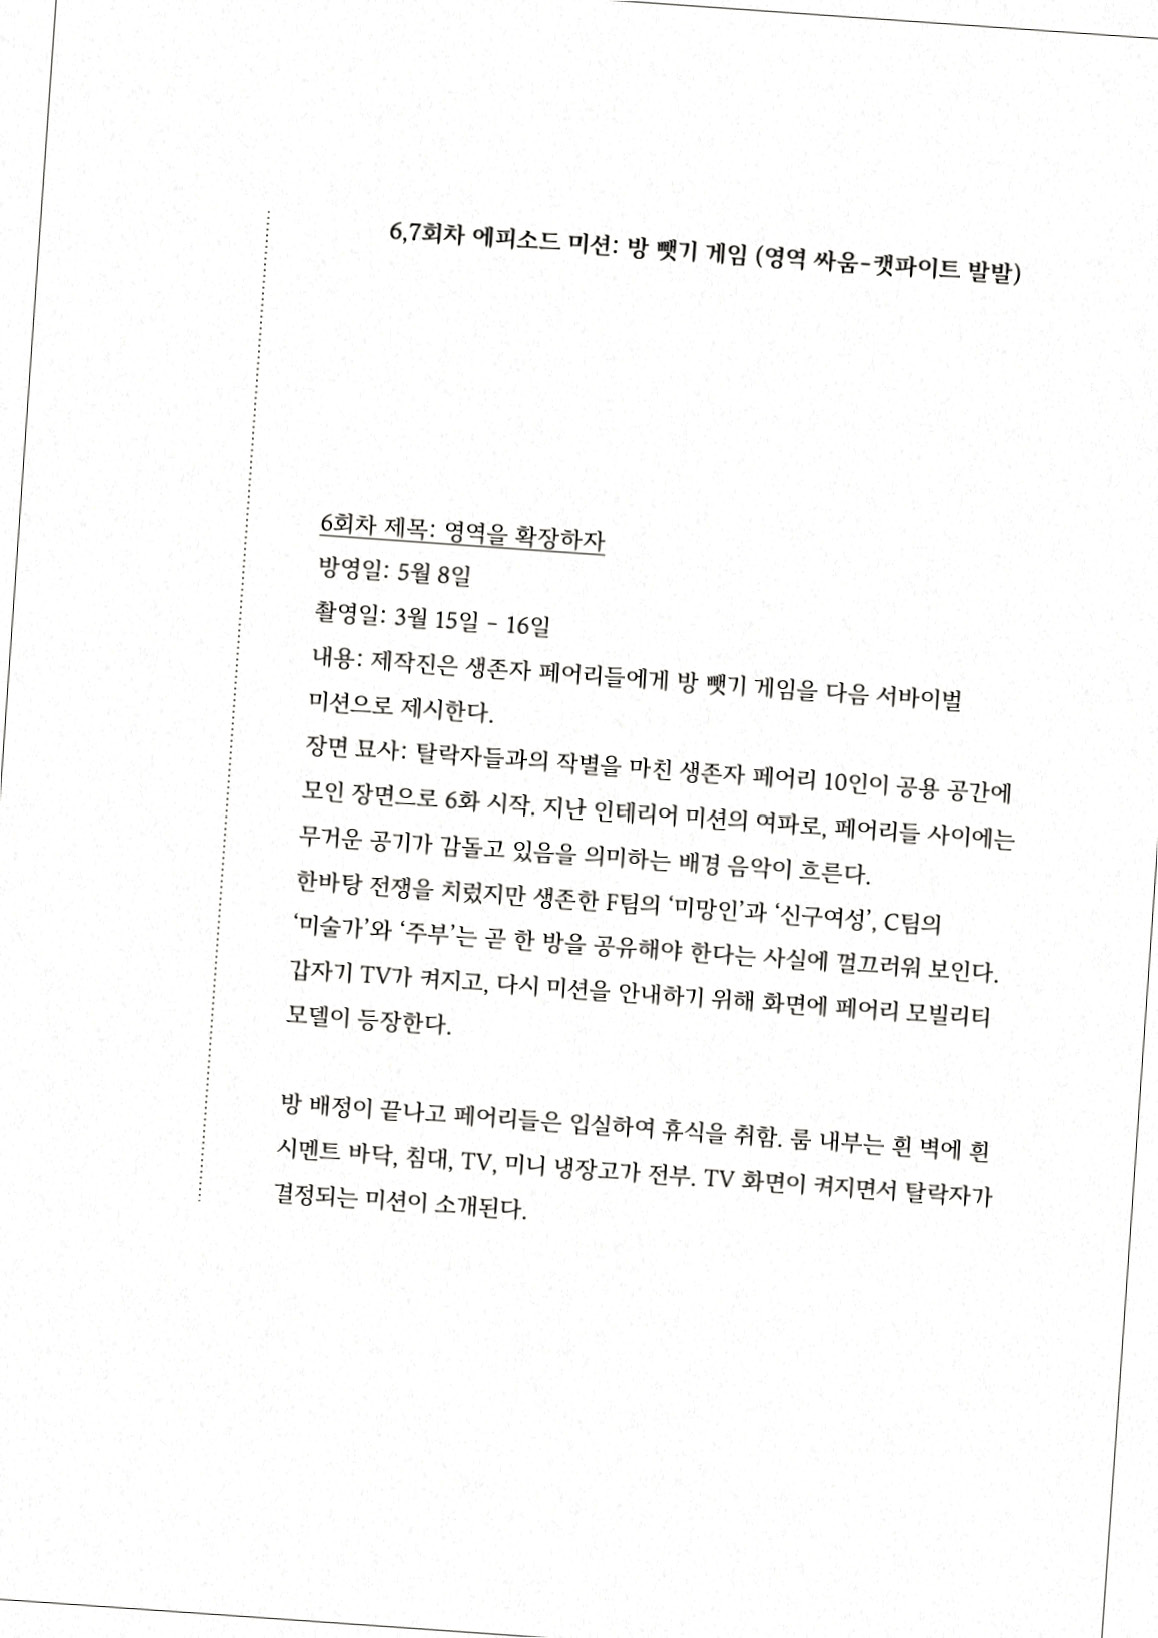 6,7회차 에피소드 미션: 방 뺏기 게임 (영역 싸움-캣파이트 발발)
6회차 제목: 영역을 확장하자
방영일: 5월 8일
촬영일: 3월 15일 - 16일
내용: 제작진은 생존자 페어리들에게 방 뺏기 게임을 다음 서바이벌
미션으로 제시한다.
장면 묘사: 탈락자들과의 작별을 마친 생존자 페어리 10인이 공용 공간에
모인 장면으로 6화 시작. 지난 인테리어 미션의 여파로, 페어리들 사이에는
무거운 공기가 감돌고 있음을 의미하는 배경 음악이 흐른다.
한바탕 전쟁을 치렀지만 생존한 F팀의 ‘미망인’과 ‘신구여성’, C팀의
‘미술가’와 ‘주부’는 곧 한 방을 공유해야 한다는 사실에 껄끄러워 보인다.
갑자기 TV가 켜지고, 다시 미션을 안내하기 위해 화면에 페어리 모빌리티
모델이 등장한다.
방 배정이 끝나고 페어리들은 입실하여 휴식을 취함. 룸 내부는 흰 벽에 흰
시멘트 바닥, 침대, TV, 미니 냉장고가 전부. TV 화면이 켜지면서 탈락자가
결정되는 미션이 소개된다.